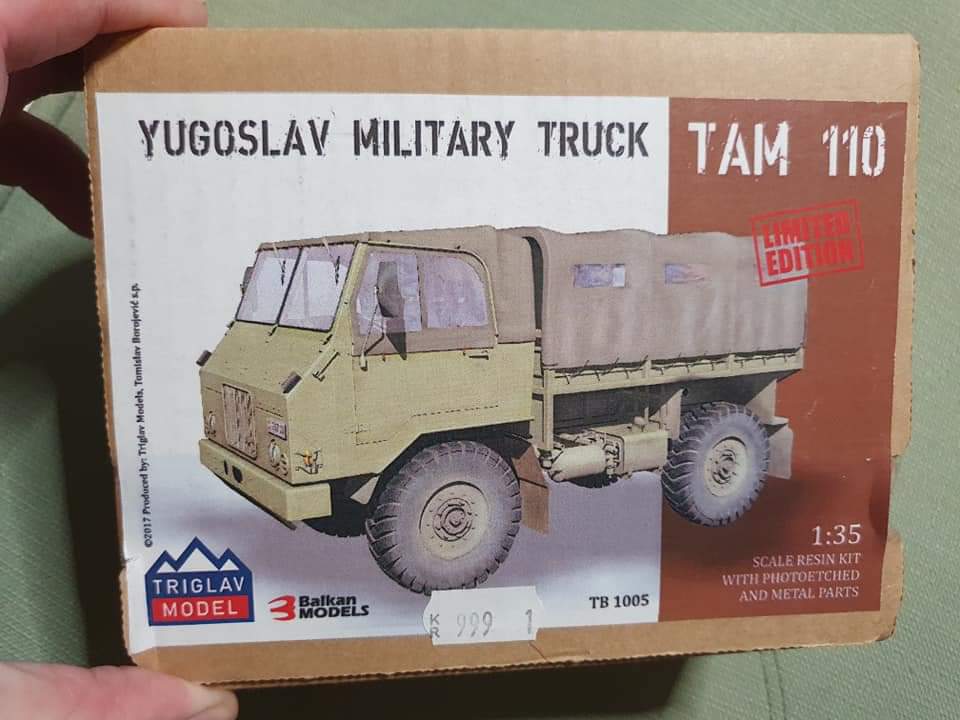 YUGOSLAV MILITARY TRUCK
TAM 110
LIMITED
EDITION
©2017 Produced by: Triglav Models, Tomislav Borojević s.p.
TRIGLAV
MODEL
Balkan
MODELS
KR 999 1
TB 1005
1:35
SCALE RESIN KIT
WITH PHOTOETCHED
AND METAL PARTS